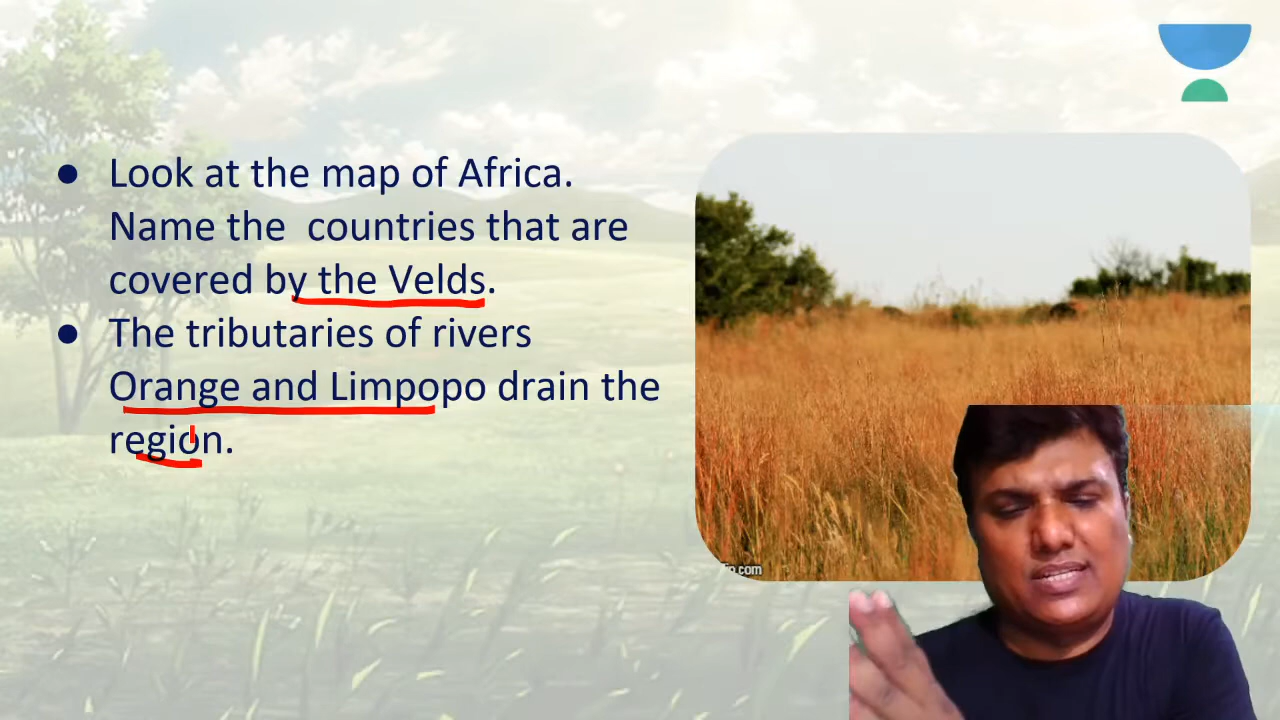 ● Look at the map of Africa.
Name the  countries that are
covered by the Velds.
● The tributaries of rivers
Orange and Limpopo drain the
region.
.com